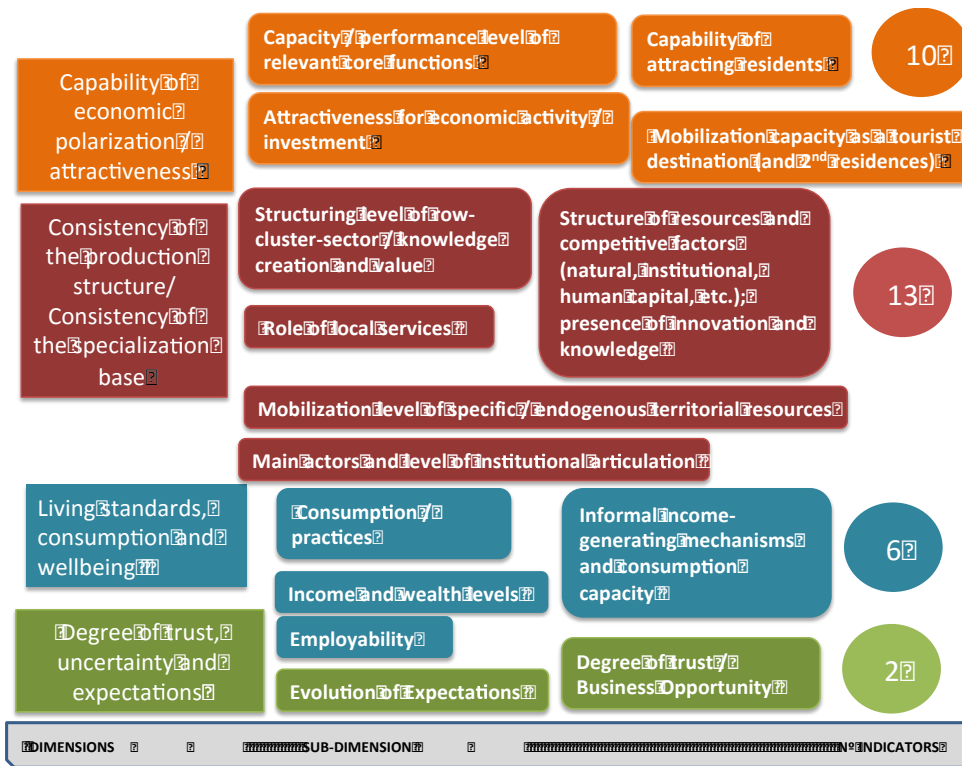 Capability of
economic
polarization /
attractiveness
Capacity / performance level of
relevant core functions
Capability of
attracting residents
10
Attractiveness for economic activity /
investment
Mobilization capacity as a tourist
destination (and 2nd residences)
Consistency of
the production
structure/
Consistency of
the specialization
base
Structuring level of row-
cluster-sector / knowledge
creation and value
Structure of resources and
competitive factors
(natural, institutional,
human capital, etc.);
presence of innovation and
knowledge
13
Role of local services
Mobilization level of specific / endogenous territorial resources
Main actors and level of institutional articulation
Living standards,
consumption and
wellbeing
Consumption /
practices
Informal income-
generating mechanisms
and consumption
capacity
6
Income and wealth levels
Employability
Degree of trust,
uncertainty and
expectations
Evolution of Expectations
Degree of trust /
Business Opportunity
2
DIMENSIONS SUB-DIMENSION Nº INDICATORS